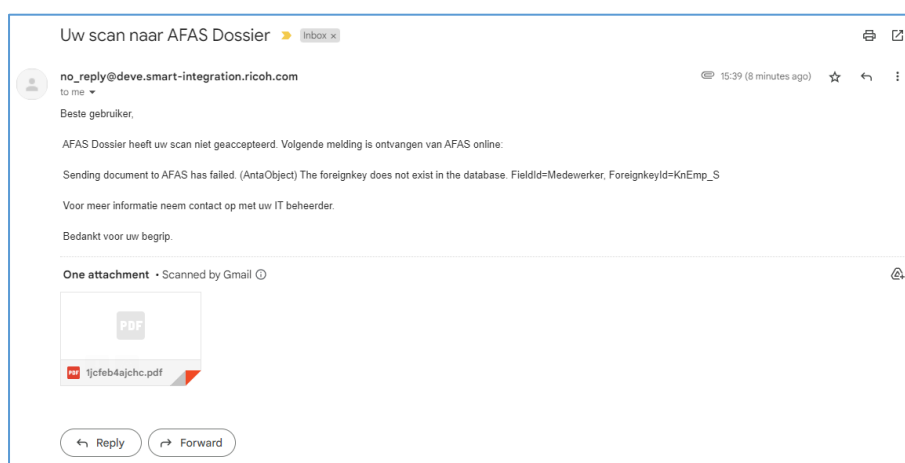 Uw scan naar AFAS Dossier Inbox x
no_reply@deve.smart-integration.ricoh.com 15:39 (8 minutes ago)
to me
Beste gebruiker,
AFAS Dossier heeft uw scan niet geaccepteerd. Volgende melding is ontvangen van AFAS online:
Sending document to AFAS has failed. (AntaObject) The foreignkey does not exist in the database. FieldId=Medewerker, ForeignkeyId=KnEmp_S
Voor meer informatie neem contact op met uw IT beheerder.
Bedankt voor uw begrip.
One attachment • Scanned by Gmail
PDF
PDF 1jcfeb4ajchc.pdf
Reply Forward